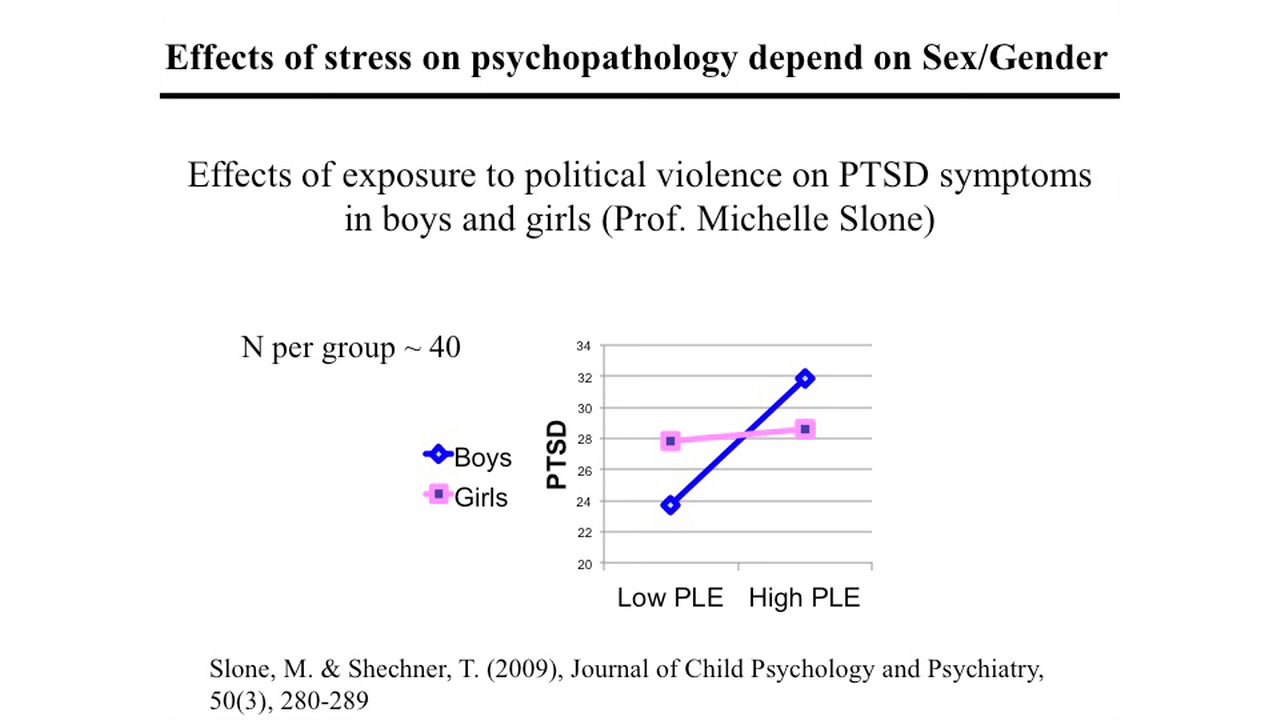 Effects of stress on psychopathology depend on Sex/Gender
Effects of exposure to political violence on PTSD symptoms
in boys and girls (Prof. Michelle Slone)
N per group ~ 40
Boys
Girls
PTSD
34
32
30
28
26
24
22
20
Low PLE
High PLE
Slone, M. & Shechner, T. (2009), Journal of Child Psychology and Psychiatry,
50(3), 280-289